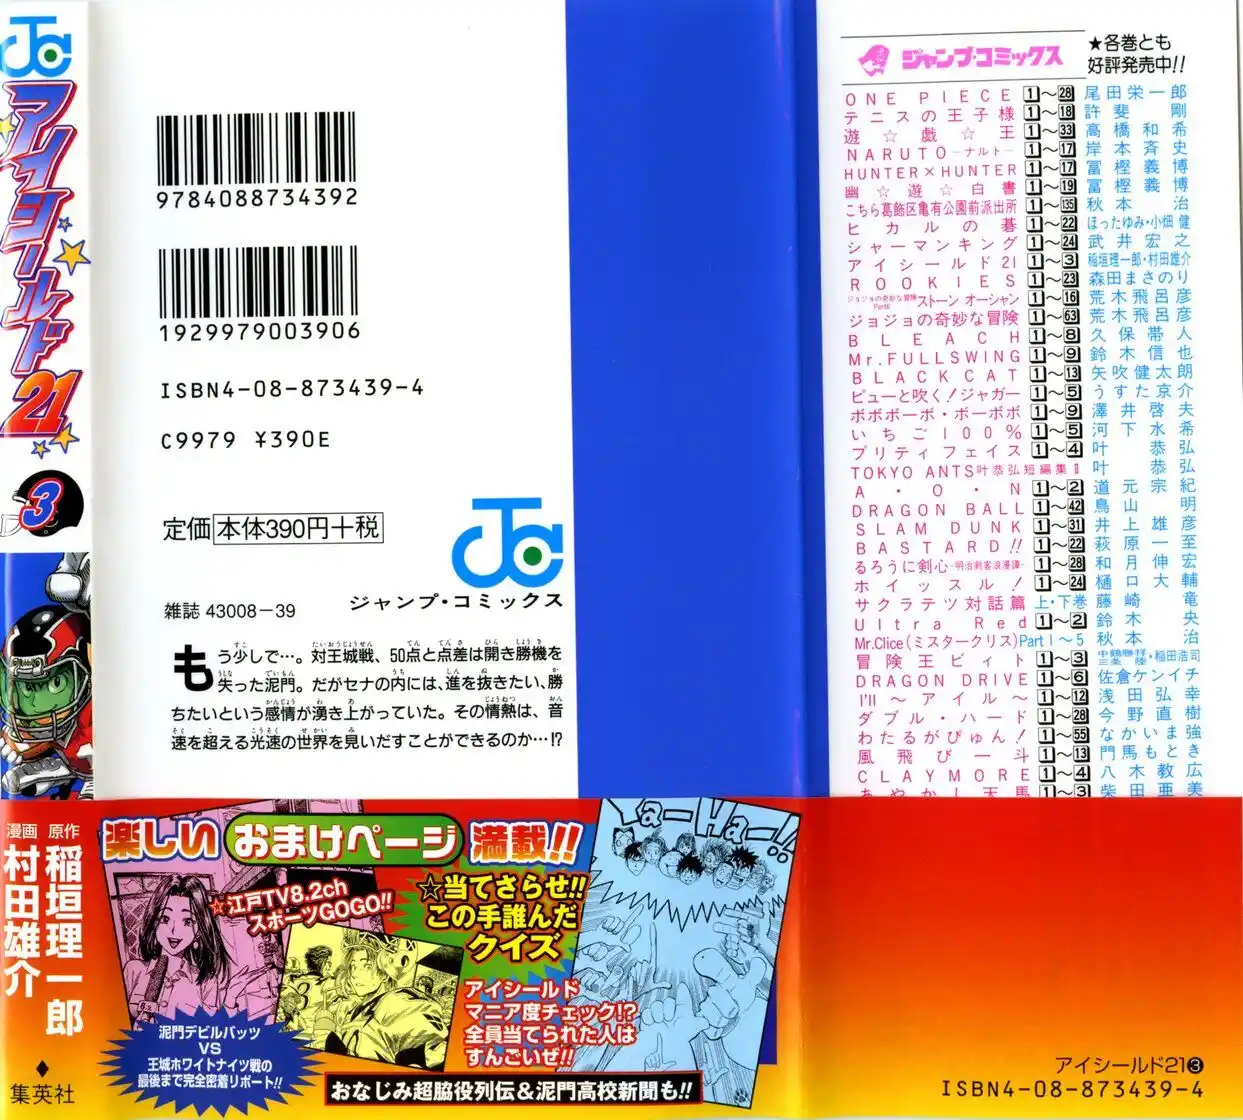 アイシールド21
3
漫画 村田雄介
原作 稲垣理一郎
集英社
9784088734392
1929979003906
ISBN4-08-873439-4
C9979 ¥390E
定価 本体390円+税
雑誌 43008-39
ジャンプ・コミックス
もう少しで…。対王城戦、50点と点差は開き勝機を
失った泥門。だがセナの内には、進を抜きたい、勝
ちたいという感情が湧き上がっていた。その情熱は、音
速を超える光速の世界を見いだすことができるのか…!?
楽しいおまけページ満載!!
☆江戸TV8.2ch
スポーツGOGO!!
☆当てさらせ!!
この手誰んだ
クイズ
アイシールド
マニア度チェック!?
全員当てられた人は
すんごいぜ!!
泥門デビルバッツ
VS
王城ホワイトナイツ戦の
最後まで完全密着リポート!!
おなじみ超脇役列伝&泥門高校新聞も!!
Ya-Ha-!!
ジャンプ・コミックス
★各巻とも
好評発売中!!
ONE PIECE 1〜28 尾田栄一郎
テニスの王子様 1〜18 許斐剛
遊☆戯☆王 1〜33 高橋和希
NARUTO―ナルト― 1〜17 岸本斉史
HUNTER×HUNTER 1〜17 冨樫義博
幽☆遊☆白書 1〜19 冨樫義博
こちら葛飾区亀有公園前派出所 1〜135 秋本治
ヒカルの碁 1〜22 ほったゆみ・小畑健
シャーマンキング 1〜24 武井宏之
アイシールド21 1〜3 稲垣理一郎・村田雄介
ROOKIES 1〜23 森田まさのり
ジョジョの奇妙な冒険 Part6 ストーンオーシャン 1〜16 荒木飛呂彦
ジョジョの奇妙な冒険 1〜63 荒木飛呂彦
BLEACH 1〜8 久保帯人
Mr.FULLSWING 1〜9 鈴木信也
BLACK CAT 1〜13 矢吹健太朗
ピューと吹く!ジャガー 1〜5 うすた京介
ボボボーボ・ボーボボ 1〜9 澤井啓夫
いちご100% 1〜5 河下水希
プリティフェイス 1〜4 叶恭弘
TOKYO ANTS 叶恭弘短編集Ⅱ 叶恭弘
A・O・N 1〜2 道元宗紀
DRAGON BALL 1〜42 鳥山明
SLAM DUNK 1〜31 井上雄彦
BASTARD!! 1〜22 萩原一至
るろうに剣心-明治剣客浪漫譚- 1〜28 和月伸宏
ホイッスル! 1〜24 樋口大輔
サクラテツ対話篇 上・下巻 藤崎竜
Ultra Red 1〜2 鈴木央
Mr.Clice(ミスタークリス)Part1〜5 秋本治
冒険王ビィト 1〜3 三条陸・稲田浩司
DRAGON DRIVE 1〜6 佐倉ケンイチ
I'll〜アイル〜 1〜12 浅田弘幸
ダブル・ハード 1〜28 今野直樹
わたるがぴゅん! 1〜55 なかいま強
風飛び一斗 1〜13 門馬もとき
CLAYMORE 1〜4 八木教広
あやかし天馬 1〜3 柴田亜美
アイシールド21 3
ISBN4-08-873439-4